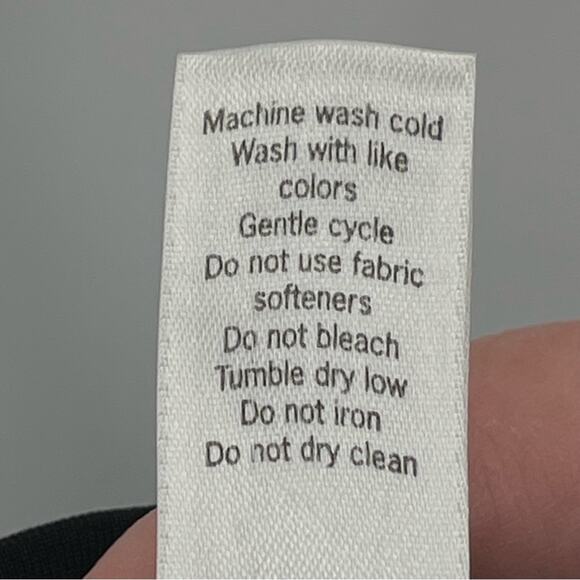 Machine wash cold
Wash with like
colors
Gentle cycle
Do not use fabric
softeners
Do not bleach
Tumble dry low
Do not iron
Do not dry clean